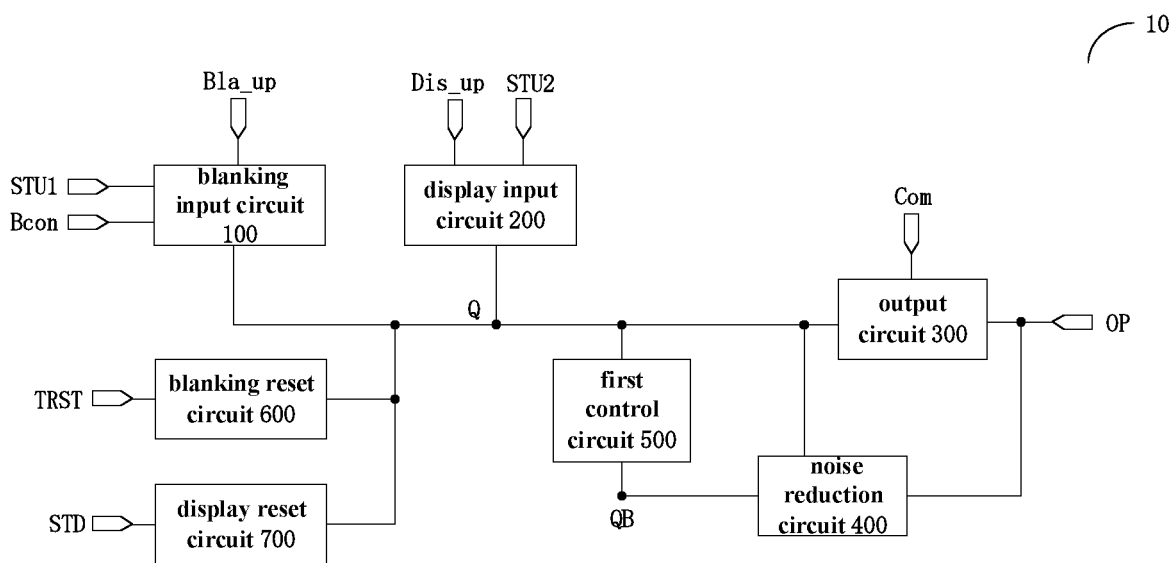 10
Bla_up
Dis_up
STU2
STU1
Bcon
blanking
input circuit
100
display input
circuit 200
Com
Q
output
circuit 300
OP
TRST
blanking reset
circuit 600
first
control
circuit 500
STD
display reset
circuit 700
QB
noise
reduction
circuit 400